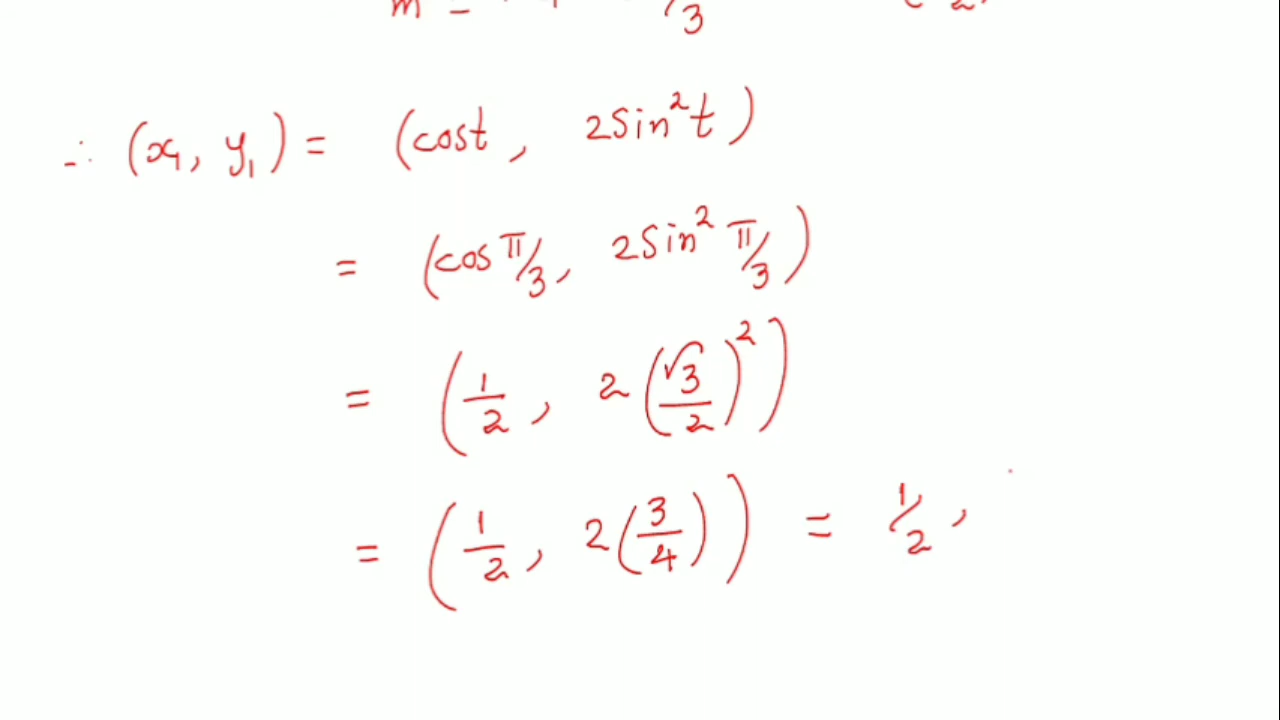 m =
3
∴ (x₁, y₁) = (cost, 2Sin²t)
= (cos π/3, 2Sin² π/3)
= (1/2, 2(√3/2)²)
= (1/2, 2(3/4)) = 1/2,